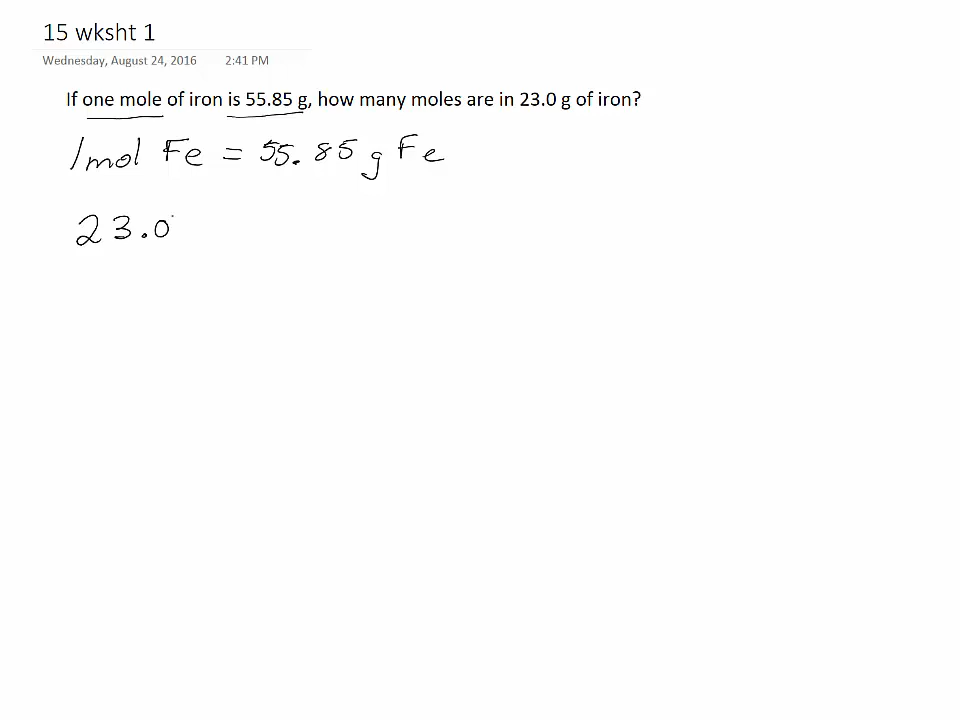 15 wksht 1
Wednesday, August 24, 2016 2:41 PM
If one mole of iron is 55.85 g, how many moles are in 23.0 g of iron?
1mol Fe = 55.85 g Fe
23.0